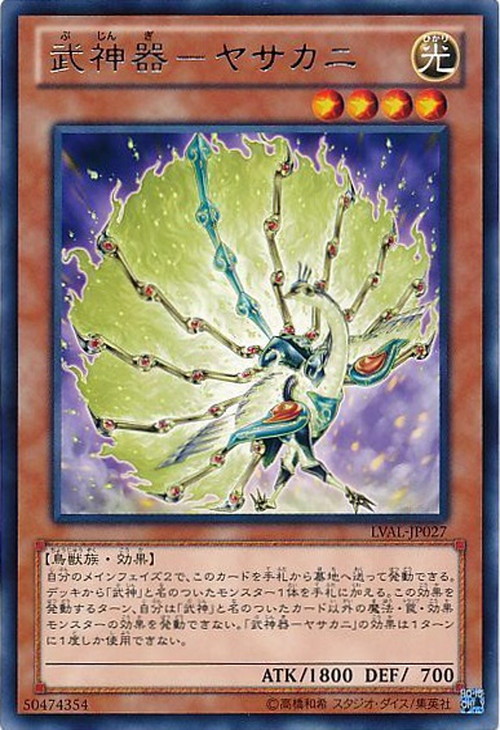 武神器－ヤサカニ
光
LVAL-JP027
【鳥獣族・効果】
自分のメインフェイズ２で、このカードを手札から墓地へ送って発動できる。
デッキから「武神」と名のついたモンスター１体を手札に加える。この効果を
発動するターン、自分は「武神」と名のついたカード以外の魔法・罠・効果
モンスターの効果を発動できない。「武神器－ヤサカニ」の効果は１ターン
に１度しか使用できない。
ATK/1800 DEF/ 700
50474354
©高橋和希 スタジオ・ダイス/集英社